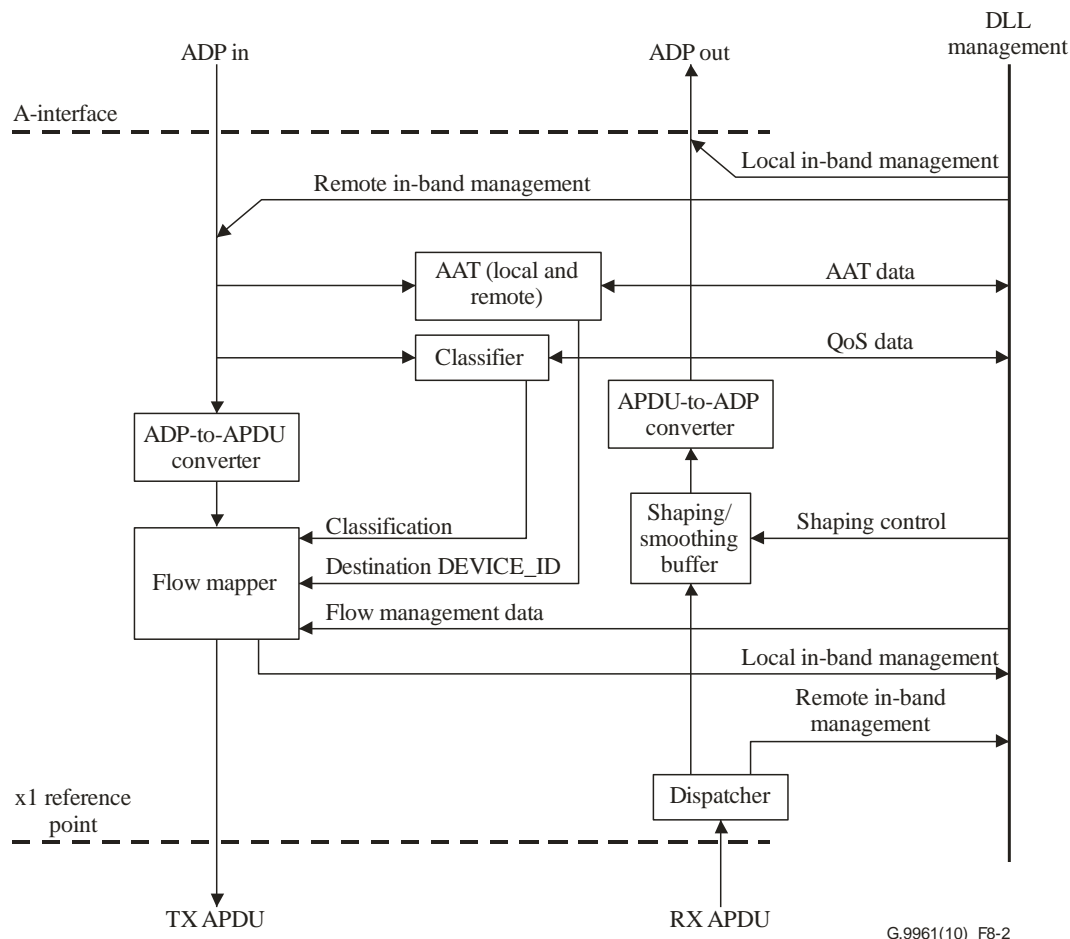 DLL
management
ADP in
ADP out
A-interface
Local in-band management
Remote in-band management
AAT (local and
remote)
AAT data
Classifier
QoS data
APDU-to-ADP
converter
ADP-to-APDU
converter
Shaping/
smoothing
buffer
Shaping control
Classification
Destination DEVICE_ID
Flow mapper
Flow management data
Local in-band management
Remote in-band
management
Dispatcher
x1 reference
point
TX APDU
RX APDU
G.9961(10)_F8-2